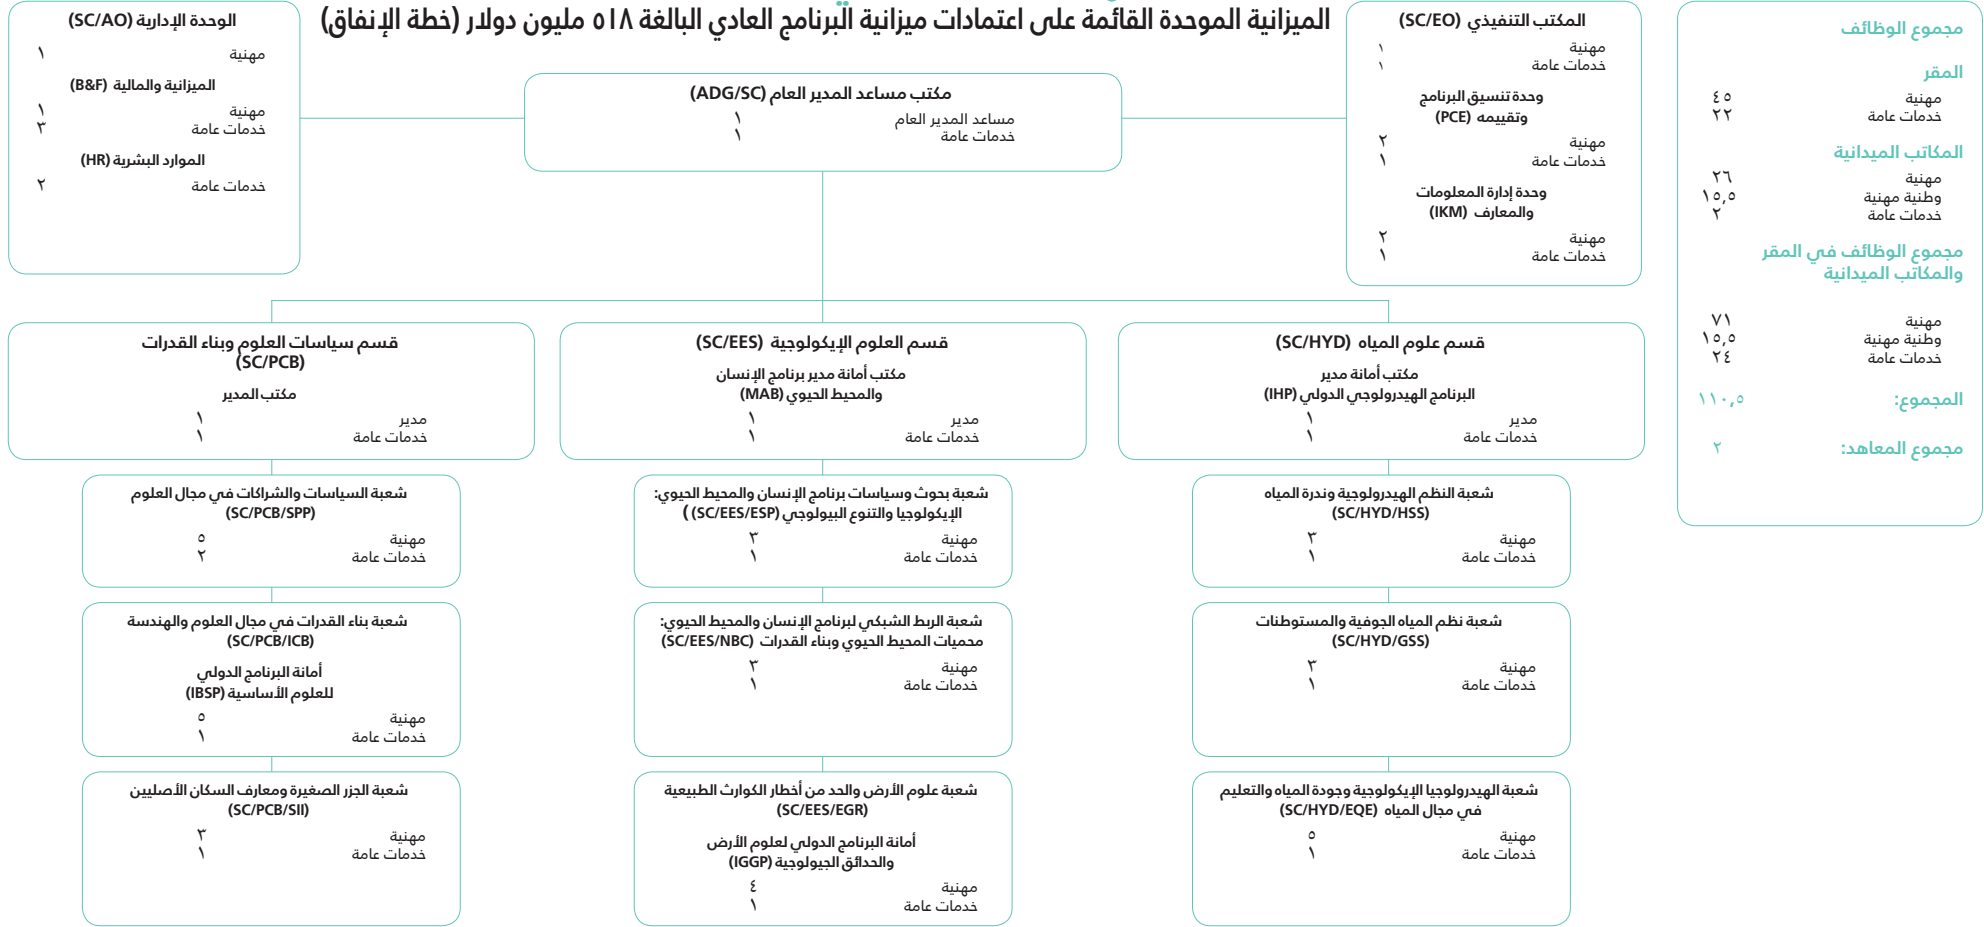 الميزانية الموحدة القائمة على اعتمادات ميزانية البرنامج العادي البالغة ٥١٨ مليون دولار (خطة الإنفاق)
مجموع الوظائف
المقر
مهنية ٤٥
خدمات عامة ٢٢
المكاتب الميدانية
مهنية ٢٦
وطنية مهنية ١٥,٥
خدمات عامة ٢
مجموع الوظائف في المقر
والمكاتب الميدانية
مهنية ٧١
وطنية مهنية ١٥,٥
خدمات عامة ٢٤
المجموع: ١١٠,٥
مجموع المعاهد: ٢
المكتب التنفيذي (SC/EO)
مهنية ١
خدمات عامة ١
وحدة تنسيق البرنامج
وتقييمه (PCE)
مهنية ٢
خدمات عامة ١
وحدة إدارة المعلومات
والمعارف (IKM)
مهنية ٢
خدمات عامة ١
مكتب مساعد المدير العام (ADG/SC)
مساعد المدير العام ١
خدمات عامة ١
الوحدة الإدارية (SC/AO)
مهنية ١
الميزانية والمالية (B&F)
مهنية ١
خدمات عامة ٣
الموارد البشرية (HR)
خدمات عامة ٢
قسم علوم المياه (SC/HYD)
مكتب أمانة مدير
البرنامج الهيدرولوجي الدولي (IHP)
مدير ١
خدمات عامة ١
شعبة النظم الهيدرولوجية وندرة المياه
(SC/HYD/HSS)
مهنية ٣
خدمات عامة ١
شعبة نظم المياه الجوفية والمستوطنات
(SC/HYD/GSS)
مهنية ٣
خدمات عامة ١
شعبة الهيدرولوجيا الإيكولوجية وجودة المياه والتعليم
في مجال المياه (SC/HYD/EQE)
مهنية ٥
خدمات عامة ١
قسم العلوم الإيكولوجية (SC/EES)
مكتب أمانة مدير برنامج الإنسان
والمحيط الحيوي (MAB)
مدير ١
خدمات عامة ١
شعبة بحوث وسياسات برنامج الإنسان والمحيط الحيوي:
الإيكولوجيا والتنوع البيولوجي (SC/EES/ESP) )
مهنية ٣
خدمات عامة ١
شعبة الربط الشبكي لبرنامج الإنسان والمحيط الحيوي:
محميات المحيط الحيوي وبناء القدرات (SC/EES/NBC)
مهنية ٣
خدمات عامة ١
شعبة علوم الأرض والحد من أخطار الكوارث الطبيعية
(SC/EES/EGR)
أمانة البرنامج الدولي لعلوم الأرض
والحدائق الجيولوجية (IGGP)
مهنية ٤
خدمات عامة ١
قسم سياسات العلوم وبناء القدرات
(SC/PCB)
مكتب المدير
مدير ١
خدمات عامة ١
شعبة السياسات والشراكات في مجال العلوم
(SC/PCB/SPP)
مهنية ٥
خدمات عامة ٢
شعبة بناء القدرات في مجال العلوم والهندسة
(SC/PCB/ICB)
أمانة البرنامج الدولي
للعلوم الأساسية (IBSP)
مهنية ٥
خدمات عامة ١
شعبة الجزر الصغيرة ومعارف السكان الأصليين
(SC/PCB/SII)
مهنية ٣
خدمات عامة ١